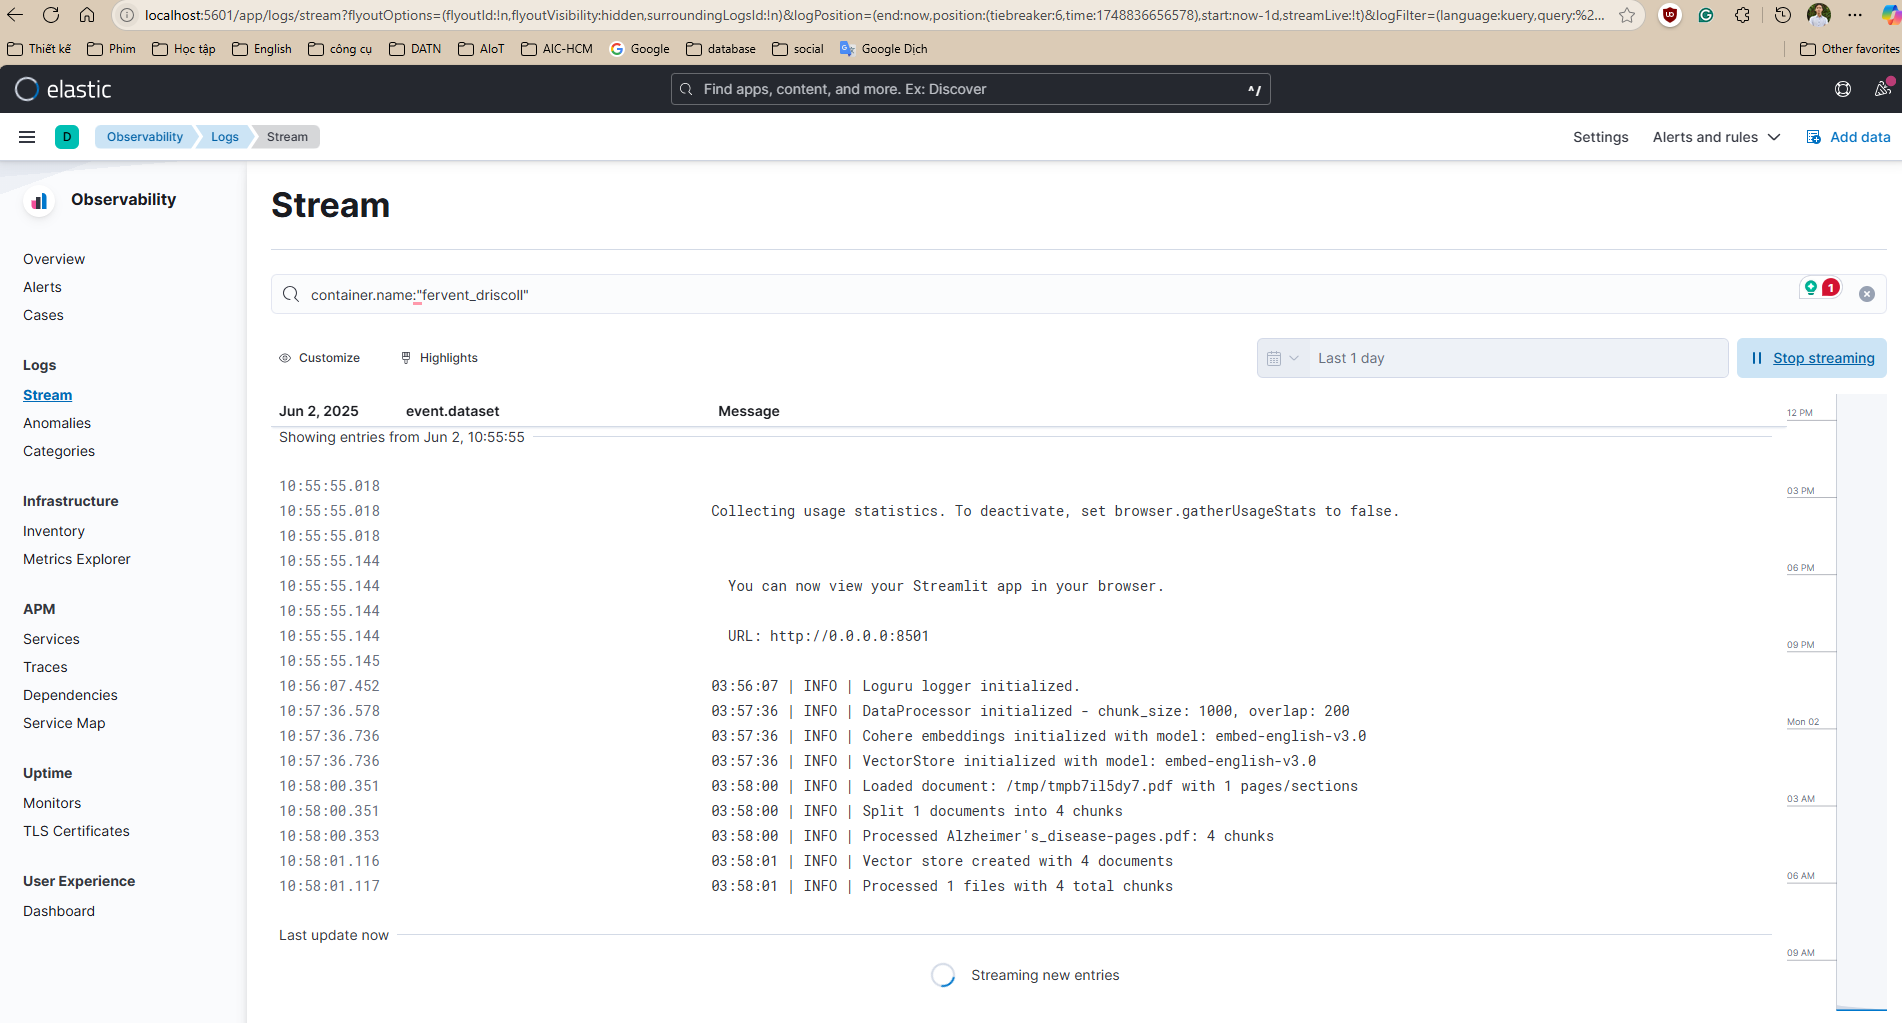 localhost:5601/app/logs/stream?flyoutOptions=(flyoutId:!n,flyoutVisibility:hidden,surroundingLogsId:!n)&logPosition=(end:now,position:(tiebreaker:6,time:1748836656578),start:now-1d,streamLive:!t)&logFilter=(language:kuery,query:%2...
Thiết kế Phim Học tập English công cụ DATN AIoT AIC-HCM Google database social Google Dịch Other favorites
elastic Find apps, content, and more. Ex: Discover ^/
D Observability Logs Stream Settings Alerts and rules Add data
Observability
Overview
Alerts
Cases
Logs
Stream
Anomalies
Categories
Infrastructure
Inventory
Metrics Explorer
APM
Services
Traces
Dependencies
Service Map
Uptime
Monitors
TLS Certificates
User Experience
Dashboard
Stream
container.name:"fervent_driscoll" 1
Customize Highlights Last 1 day Stop streaming
Jun 2, 2025 event.dataset Message
Showing entries from Jun 2, 10:55:55
10:55:55.018
10:55:55.018 Collecting usage statistics. To deactivate, set browser.gatherUsageStats to false.
10:55:55.018
10:55:55.144
10:55:55.144 You can now view your Streamlit app in your browser.
10:55:55.144
10:55:55.144 URL: http://0.0.0.0:8501
10:55:55.145
10:56:07.452 03:56:07 | INFO | Loguru logger initialized.
10:57:36.578 03:57:36 | INFO | DataProcessor initialized - chunk_size: 1000, overlap: 200
10:57:36.736 03:57:36 | INFO | Cohere embeddings initialized with model: embed-english-v3.0
10:57:36.736 03:57:36 | INFO | VectorStore initialized with model: embed-english-v3.0
10:58:00.351 03:58:00 | INFO | Loaded document: /tmp/tmpb7il5dy7.pdf with 1 pages/sections
10:58:00.351 03:58:00 | INFO | Split 1 documents into 4 chunks
10:58:00.353 03:58:00 | INFO | Processed Alzheimer's_disease-pages.pdf: 4 chunks
10:58:01.116 03:58:01 | INFO | Vector store created with 4 documents
10:58:01.117 03:58:01 | INFO | Processed 1 files with 4 total chunks
Last update now
Streaming new entries
12 PM
03 PM
06 PM
09 PM
Mon 02
03 AM
06 AM
09 AM